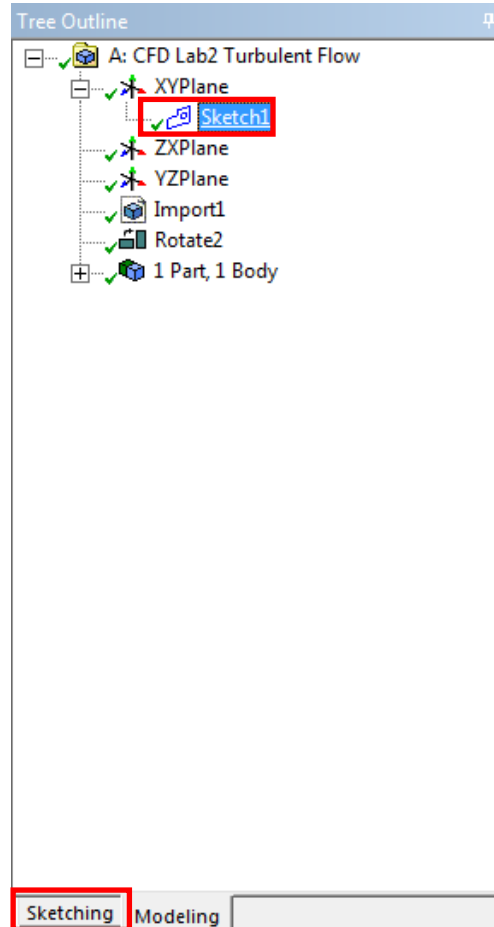 Tree Outline
A: CFD Lab2 Turbulent Flow
XYPlane
Sketch1
ZXPlane
YZPlane
Import1
Rotate2
1 Part, 1 Body
Sketching Modeling